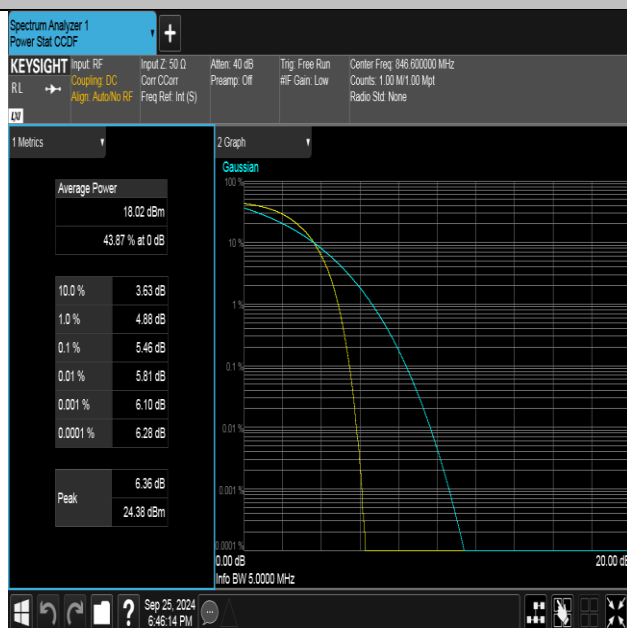 Spectrum Analyzer 1
Power Stat CCDF
+
KEYSIGHT
RL
LXI
Input: RF
Coupling: DC
Align: Auto/No RF
Input Z: 50 Ω
Corr CCorr
Freq Ref: Int (S)
Atten: 40 dB
Preamp: Off
Trig: Free Run
#IF Gain: Low
Center Freq: 846.600000 MHz
Counts: 1.00 M/1.00 Mpt
Radio Std: None
1 Metrics
Average Power
18.02 dBm
43.87 % at 0 dB
10.0 % 3.63 dB
1.0 % 4.88 dB
0.1 % 5.46 dB
0.01 % 5.81 dB
0.001 % 6.10 dB
0.0001 % 6.28 dB
Peak
6.36 dB
24.38 dBm
2 Graph
Gaussian
100 %
10 %
1 %
0.1 %
0.01 %
0.001 %
0.0001 %
0.00 dB 20.00 dB
Info BW 5.0000 MHz
?
Sep 25, 2024
6:46:14 PM